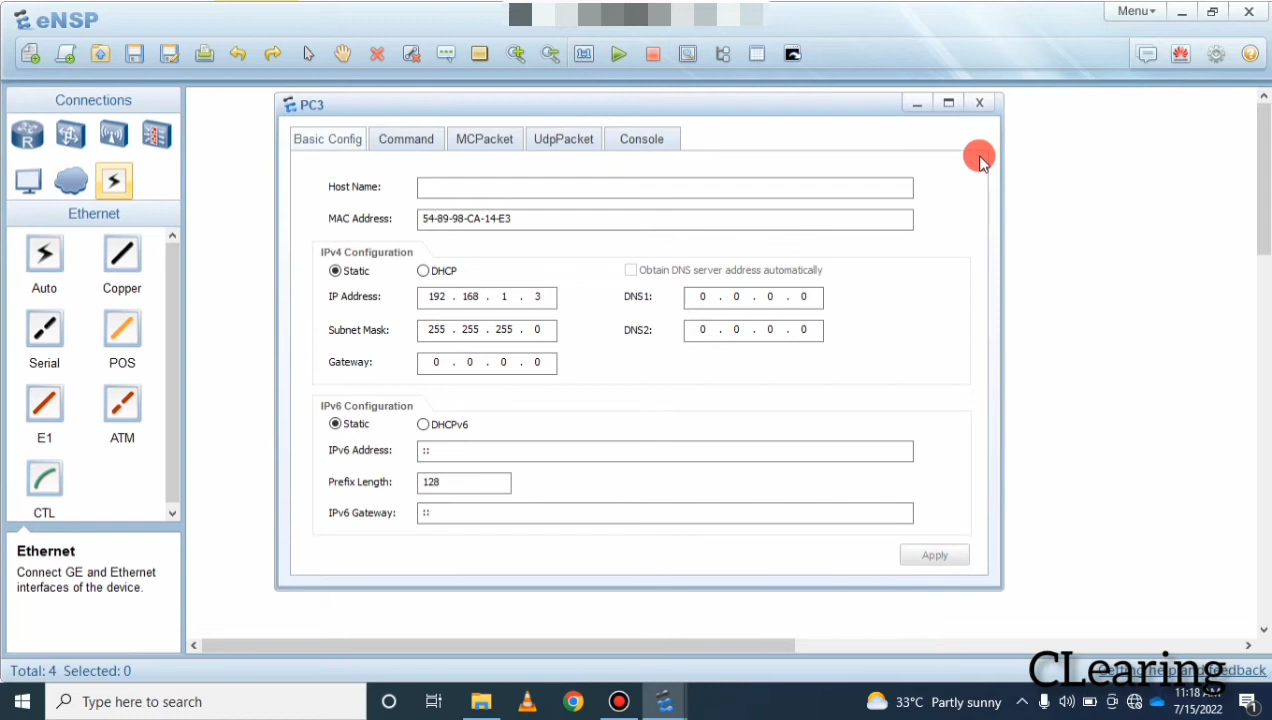 eNSP
Menu
Connections
R
Ethernet
Auto
Copper
Serial
POS
E1
ATM
CTL
Ethernet
Connect GE and Ethernet
interfaces of the device.
PC3
Basic Config
Command
MCPacket
UdpPacket
Console
Host Name:
MAC Address: 54-89-98-CA-14-E3
IPv4 Configuration
Static DHCP Obtain DNS server address automatically
IP Address: 192 . 168 . 1 . 3 DNS1: 0 . 0 . 0 . 0
Subnet Mask: 255 . 255 . 255 . 0 DNS2: 0 . 0 . 0 . 0
Gateway: 0 . 0 . 0 . 0
IPv6 Configuration
Static DHCPv6
IPv6 Address: ::
Prefix Length: 128
IPv6 Gateway: ::
Apply
Total: 4 Selected: 0
Getting help and feedback
CLearing
Type here to search
33°C Partly sunny
11:18 AM
7/15/2022
1